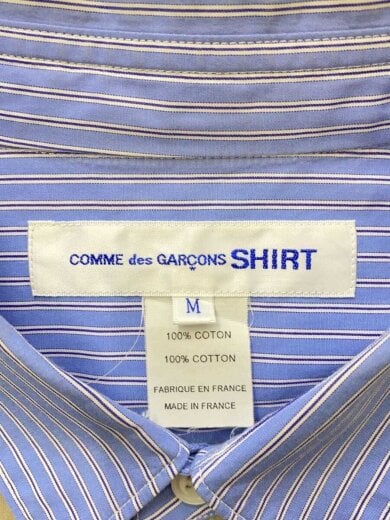 COMME des GARÇONS SHIRT
M
100% COTON
100% COTTON
FABRIQUE EN FRANCE
MADE IN FRANCE